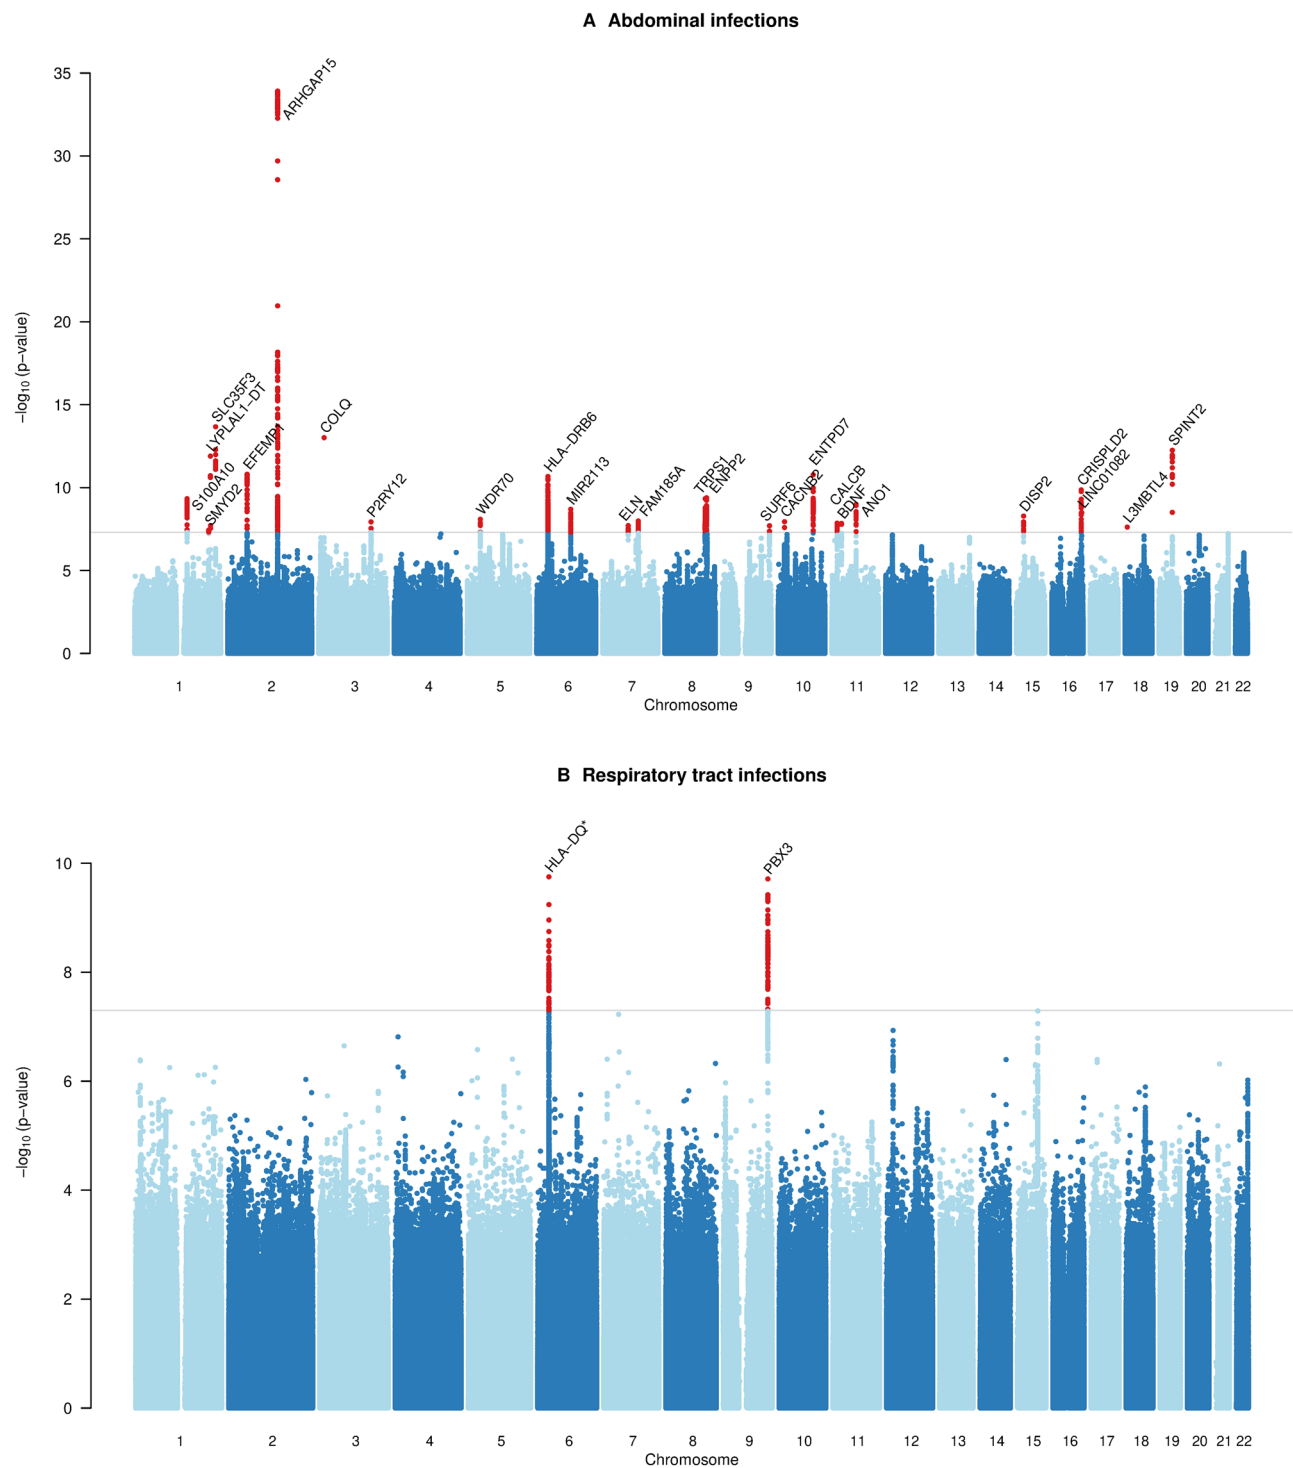 A Abdominal infections
35
30
25
20
15
10
5
0
−log10 (p−value)
S100A10
SMYD2
LYPLAL1−DT
SLC35F3
EFEMP1
ARHGAP15
COLQ
P2RY12
WDR70
HLA−DRB6
MIR2113
ELN
FAM185A
TRPS1
ENPP2
SURF6
CACNB2
ENTPD7
CALCB
BDNF
ANO1
DISP2
CRISPLD2
LINC01082
L3MBTL4
SPINT2
1 2 3 4 5 6 7 8 9 10 11 12 13 14 15 16 17 18 19 20 21 22
Chromosome
B Respiratory tract infections
10
8
6
4
2
0
−log10 (p−value)
HLA−DQ*
PBX3
1 2 3 4 5 6 7 8 9 10 11 12 13 14 15 16 17 18 19 20 21 22
Chromosome